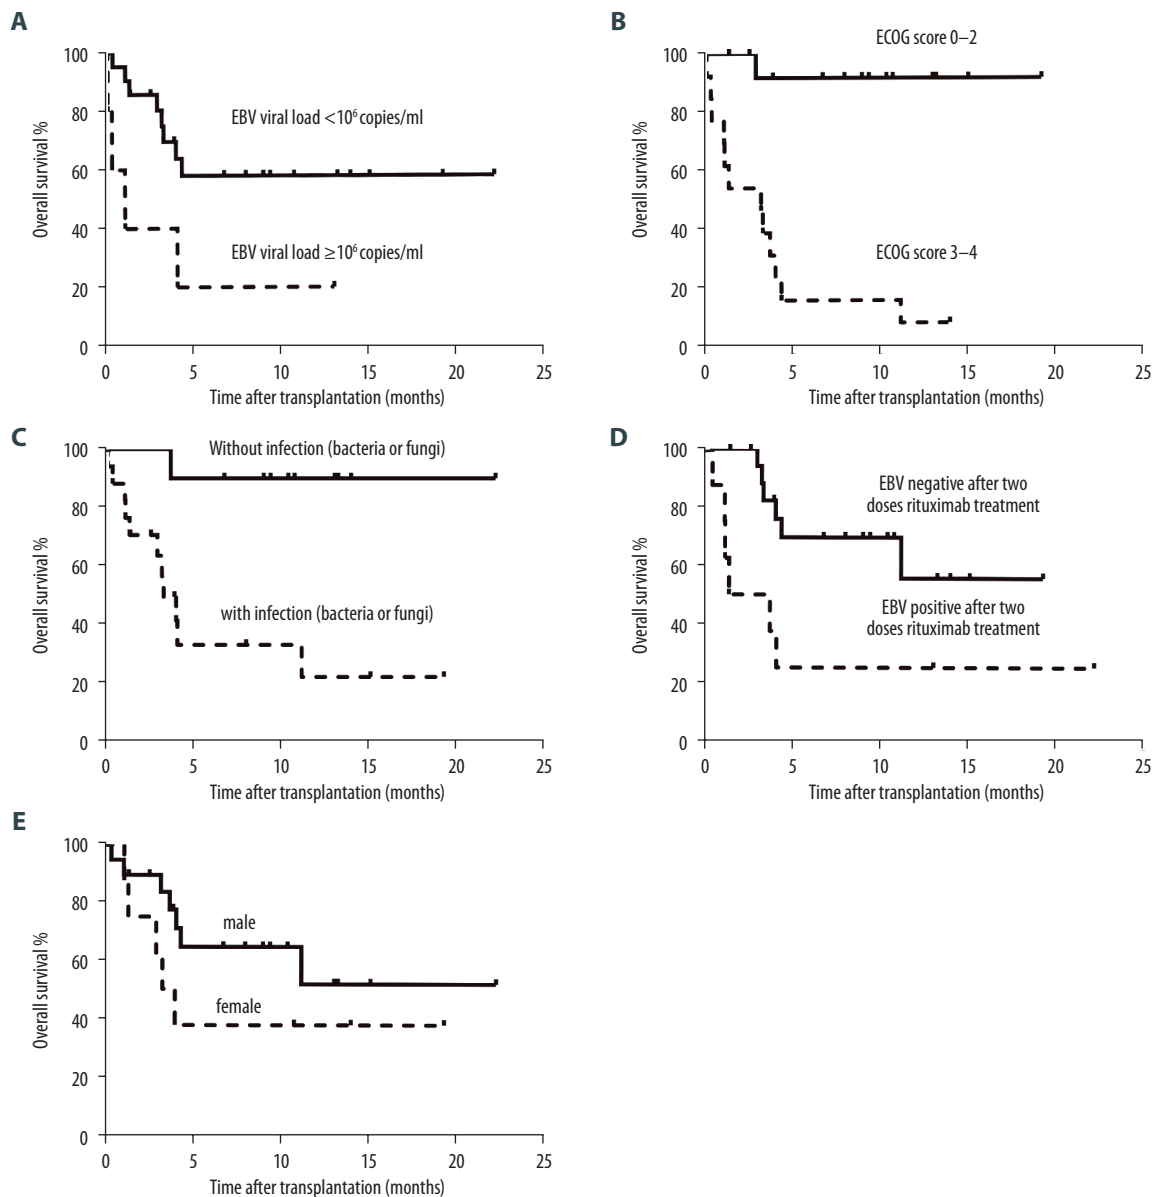 A
Overall survival %
100
80
60
40
20
0
EBV viral load <10⁶ copies/ml
EBV viral load ≥10⁶ copies/ml
0 5 10 15 20 25
Time after transplantation (months)
B
Overall survival %
100
80
60
40
20
0
ECOG score 0–2
ECOG score 3–4
0 5 10 15 20 25
Time after transplantation (months)
C
Overall survival %
100
80
60
40
20
0
Without infection (bacteria or fungi)
with infection (bacteria or fungi)
0 5 10 15 20 25
Time after transplantation (months)
D
Overall survival %
100
80
60
40
20
0
EBV negative after two
doses rituximab treatment
EBV positive after two
doses rituximab treatment
0 5 10 15 20 25
Time after transplantation (months)
E
Overall survival %
100
80
60
40
20
0
male
female
0 5 10 15 20 25
Time after transplantation (months)